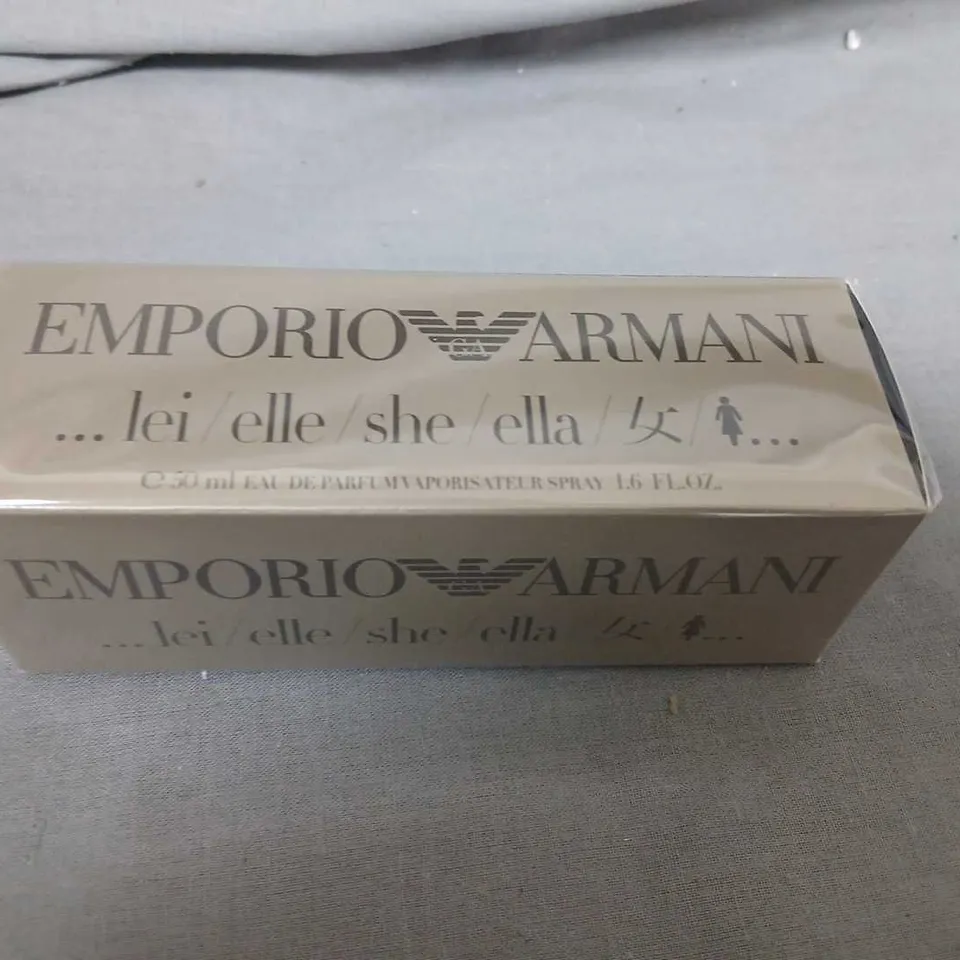 EMPORIO ARMANI
... lei / elle / she / ella / 女 / ...
℮ 50 ml EAU DE PARFUM VAPORISATEUR SPRAY 1.6 FL.OZ.
EMPORIO ARMANI
... lei / elle / she / ella / 女 / ...